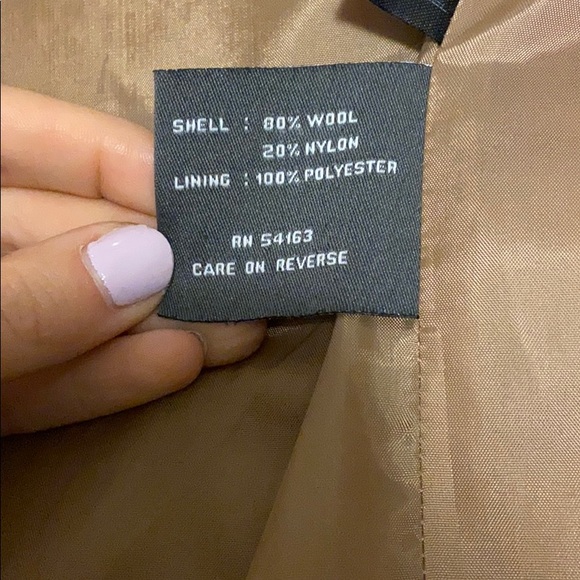 SHELL : 80% WOOL
20% NYLON
LINING : 100% POLYESTER
RN 54163
CARE ON REVERSE